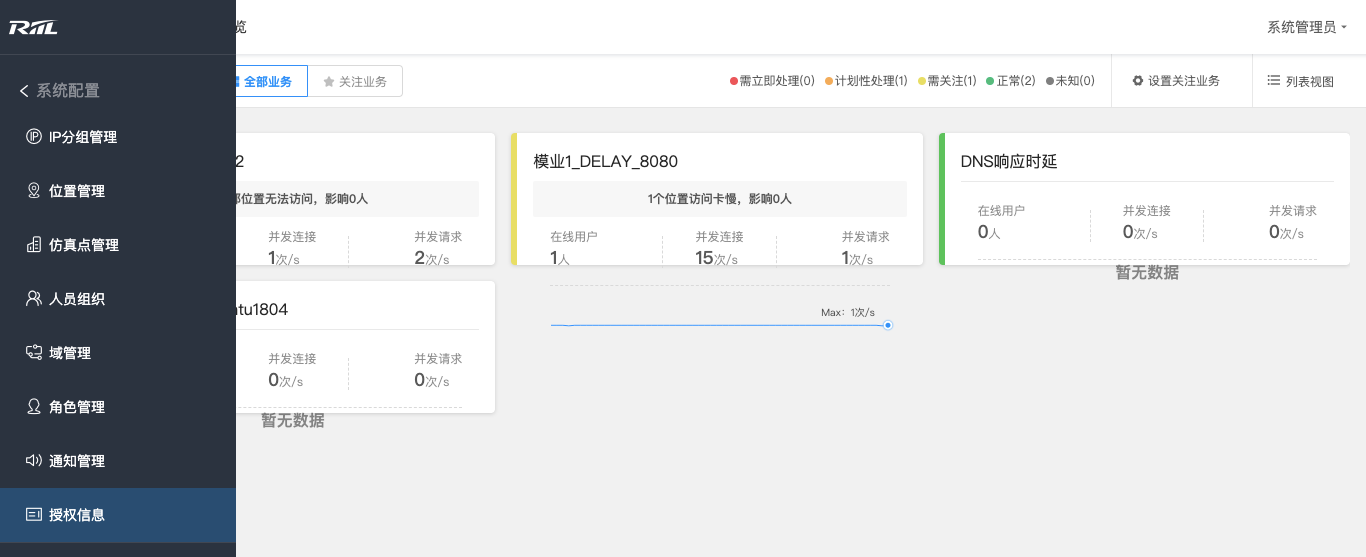 RIIL
览
系统管理员
系统配置
IP分组管理
位置管理
仿真点管理
人员组织
域管理
角色管理
通知管理
授权信息
全部业务
关注业务
需立即处理(0)
计划性处理(1)
需关注(1)
正常(2)
未知(0)
设置关注业务
列表视图
2
部位置无法访问，影响0人
并发连接
1次/s
并发请求
2次/s
模业1_DELAY_8080
1个位置访问卡慢，影响0人
在线用户
1人
并发连接
15次/s
并发请求
1次/s
Max：1次/s
DNS响应时延
在线用户
0人
并发连接
0次/s
并发请求
0次/s
暂无数据
ntu1804
并发连接
0次/s
并发请求
0次/s
暂无数据